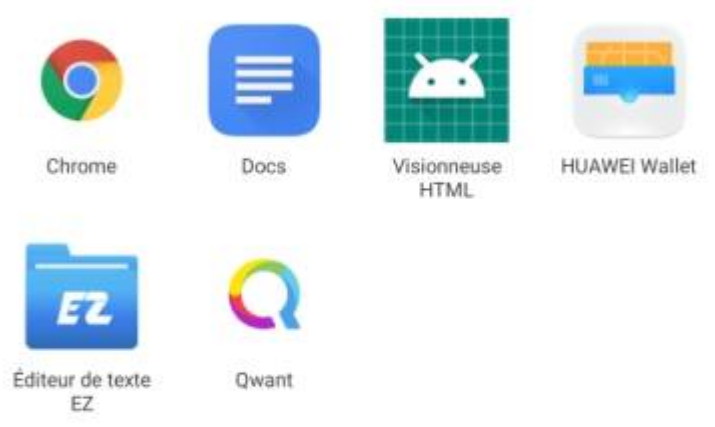 Chrome
Docs
Visionneuse
HTML
HUAWEI Wallet
EZ
Éditeur de texte
EZ
Qwant